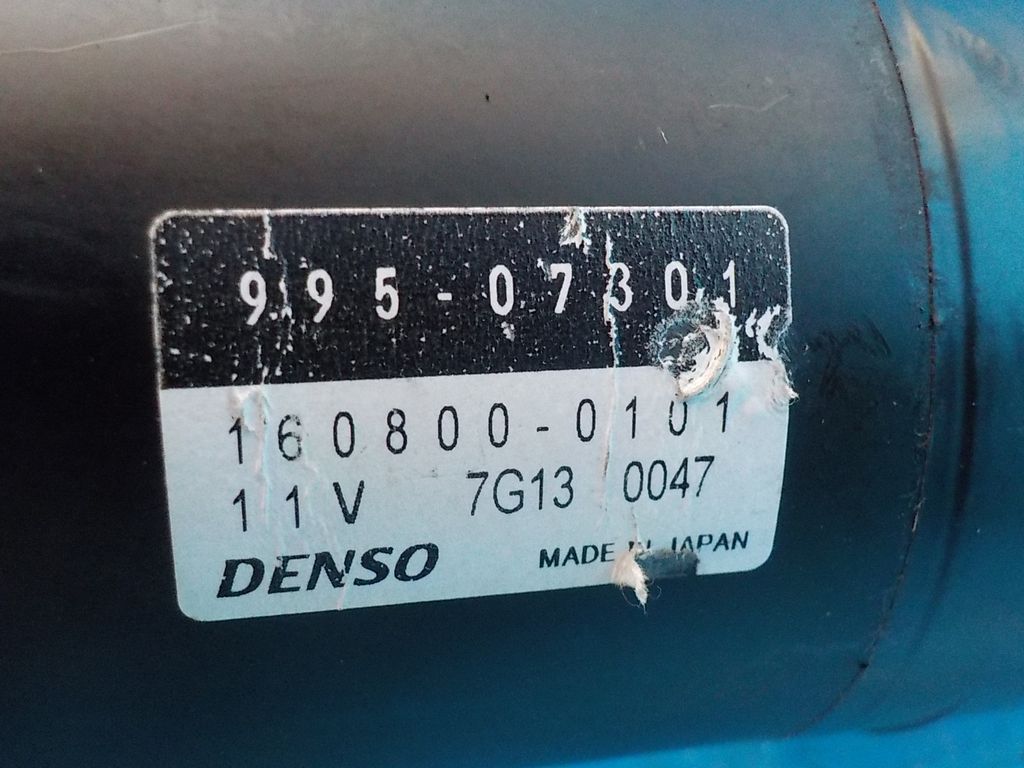 995-07301
160800-0101
11V 7G13 0047
DENSO MADE IN JAPAN